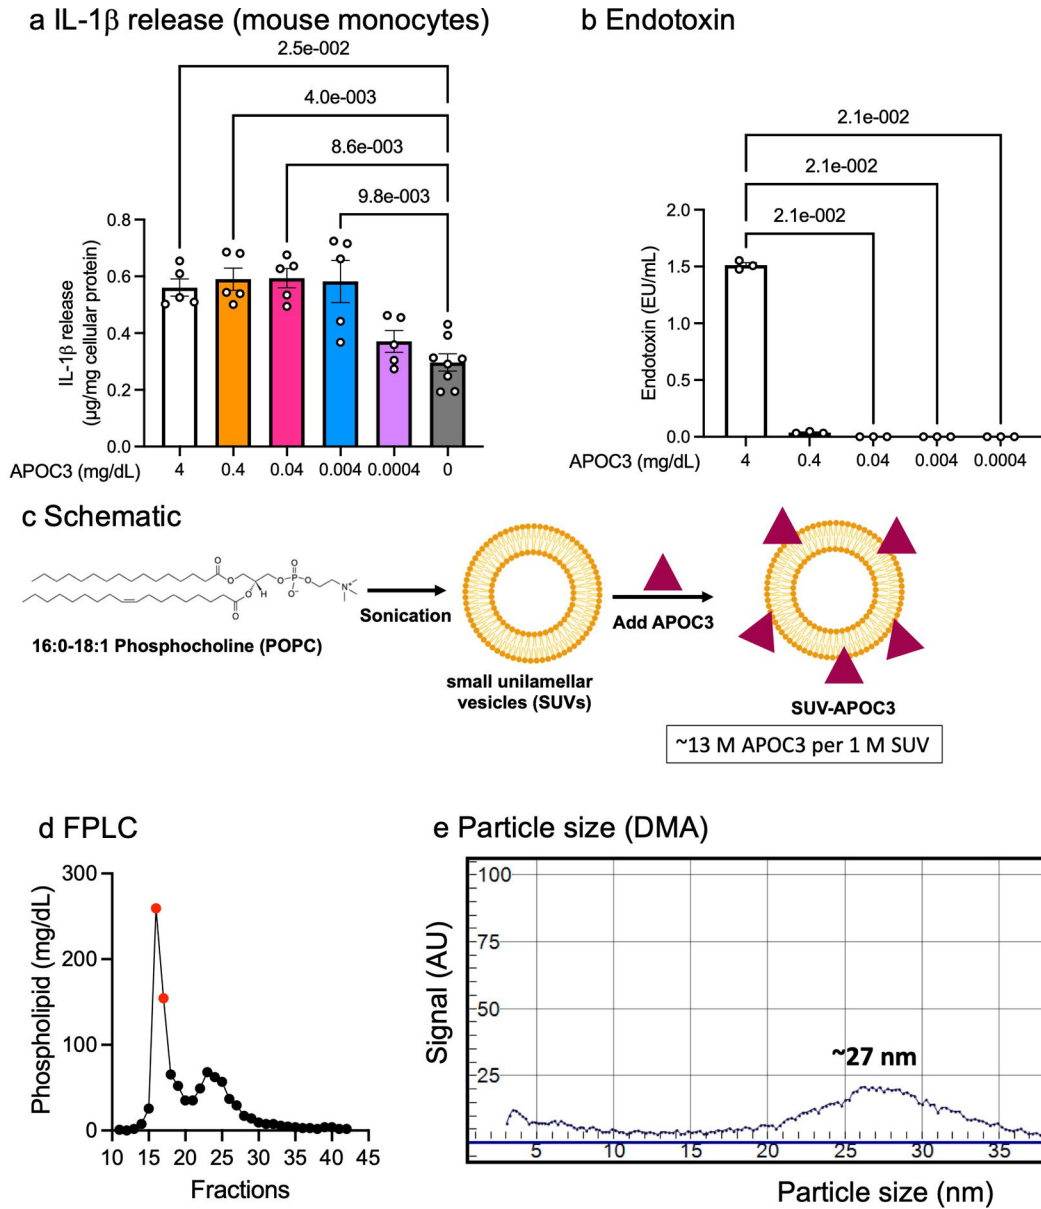 a IL-1β release (mouse monocytes)
2.5e-002
4.0e-003
8.6e-003
9.8e-003
0.8
0.6
0.4
0.2
0.0
IL-1β release
(µg/mg cellular protein)
APOC3 (mg/dL)
4 0.4 0.04 0.004 0.0004 0
b Endotoxin
2.1e-002
2.1e-002
2.1e-002
2.0
1.5
1.0
0.5
0.0
Endotoxin (EU/mL)
APOC3 (mg/dL)
4 0.4 0.04 0.004 0.0004
c Schematic
O
O
O
O
O
P
O
O⁻
O
N⁺
H
16:0-18:1 Phosphocholine (POPC)
Sonication
small unilamellar
vesicles (SUVs)
Add APOC3
SUV-APOC3
~13 M APOC3 per 1 M SUV
d FPLC
300
200
100
0
Phospholipid (mg/dL)
10 15 20 25 30 35 40 45
Fractions
e Particle size (DMA)
100
75
50
25
Signal (AU)
~27 nm
5 10 15 20 25 30 35
Particle size (nm)